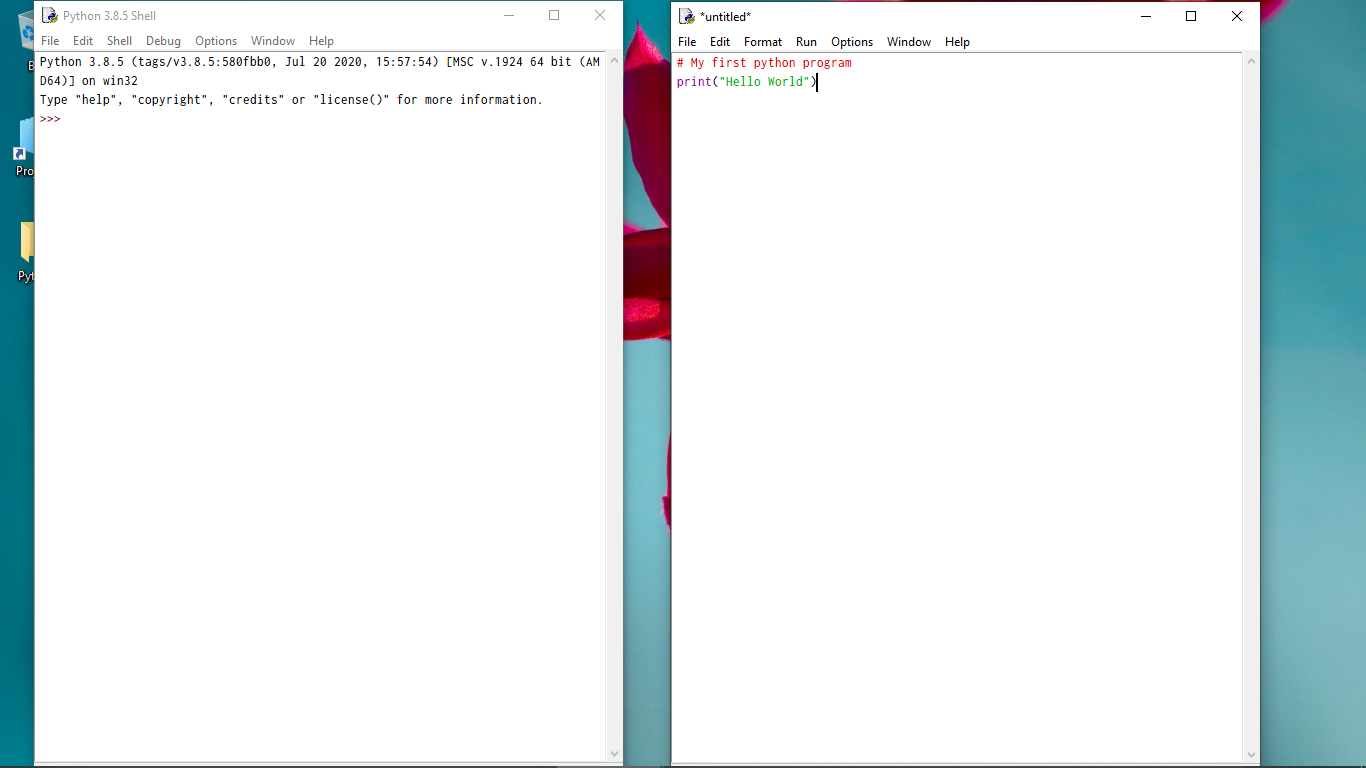 Python 3.8.5 Shell
File Edit Shell Debug Options Window Help
Python 3.8.5 (tags/v3.8.5:580fbb0, Jul 20 2020, 15:57:54) [MSC v.1924 64 bit (AM
D64)] on win32
Type "help", "copyright", "credits" or "license()" for more information.
>>>
*untitled*
File Edit Format Run Options Window Help
# My first python program
print("Hello World")